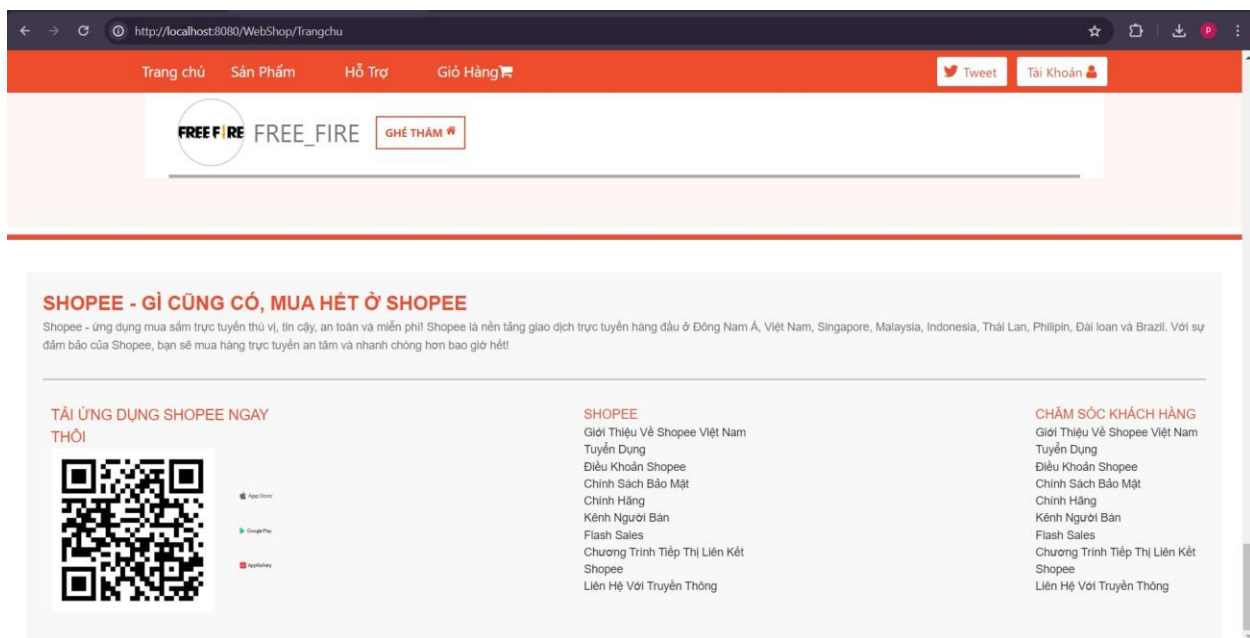 http://localhost:8080/WebShop/Trangchu
P
Trang chủ Sản Phẩm Hỗ Trợ Giỏ Hàng Tweet Tài Khoản
FREE FIRE FREE_FIRE GHÉ THĂM
SHOPEE - GÌ CŨNG CÓ, MUA HẾT Ở SHOPEE
Shopee - ứng dụng mua sắm trực tuyến thú vị, tin cậy, an toàn và miễn phí! Shopee là nền tảng giao dịch trực tuyến hàng đầu ở Đông Nam Á, Việt Nam, Singapore, Malaysia, Indonesia, Thái Lan, Philipin, Đài loan và Brazil. Với sự
đảm bảo của Shopee, bạn sẽ mua hàng trực tuyến an tâm và nhanh chóng hơn bao giờ hết!
TẢI ỨNG DỤNG SHOPEE NGAY
THÔI
App Store
Google Play
AppGallery
SHOPEE
Giới Thiệu Về Shopee Việt Nam
Tuyển Dụng
Điều Khoản Shopee
Chính Sách Bảo Mật
Chính Hãng
Kênh Người Bán
Flash Sales
Chương Trình Tiếp Thị Liên Kết
Shopee
Liên Hệ Với Truyền Thông
CHĂM SÓC KHÁCH HÀNG
Giới Thiệu Về Shopee Việt Nam
Tuyển Dụng
Điều Khoản Shopee
Chính Sách Bảo Mật
Chính Hãng
Kênh Người Bán
Flash Sales
Chương Trình Tiếp Thị Liên Kết
Shopee
Liên Hệ Với Truyền Thông